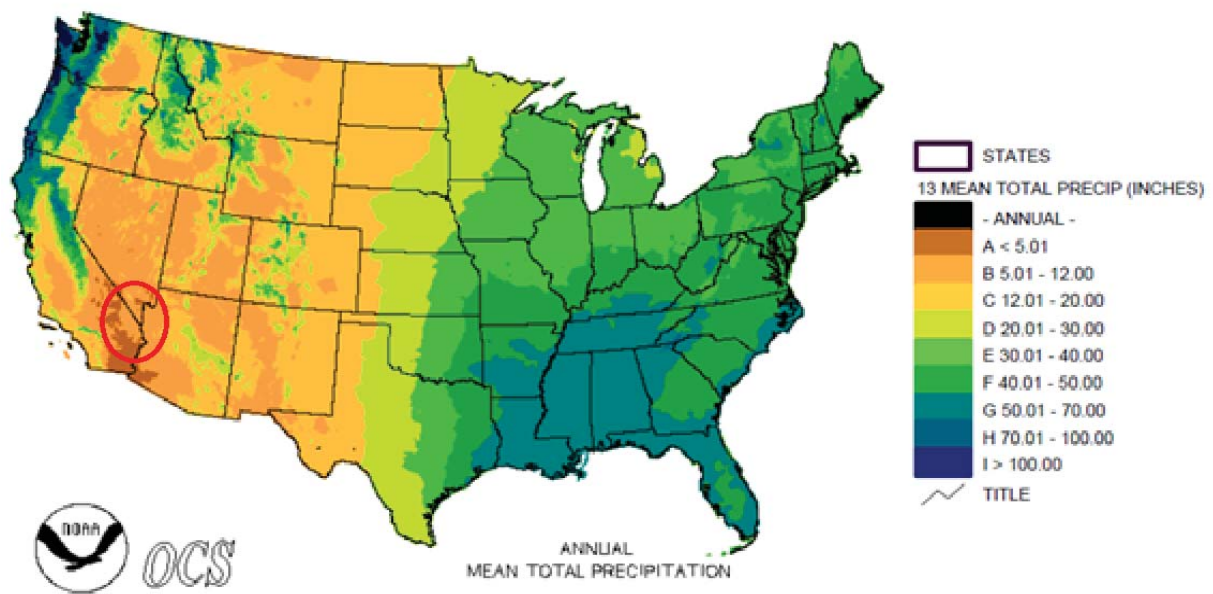 STATES
13 MEAN TOTAL PRECIP (INCHES)
- ANNUAL -
A < 5.01
B 5.01 - 12.00
C 12.01 - 20.00
D 20.01 - 30.00
E 30.01 - 40.00
F 40.01 - 50.00
G 50.01 - 70.00
H 70.01 - 100.00
I > 100.00
TITLE
NOAA
OCS
ANNUAL
MEAN TOTAL PRECIPITATION